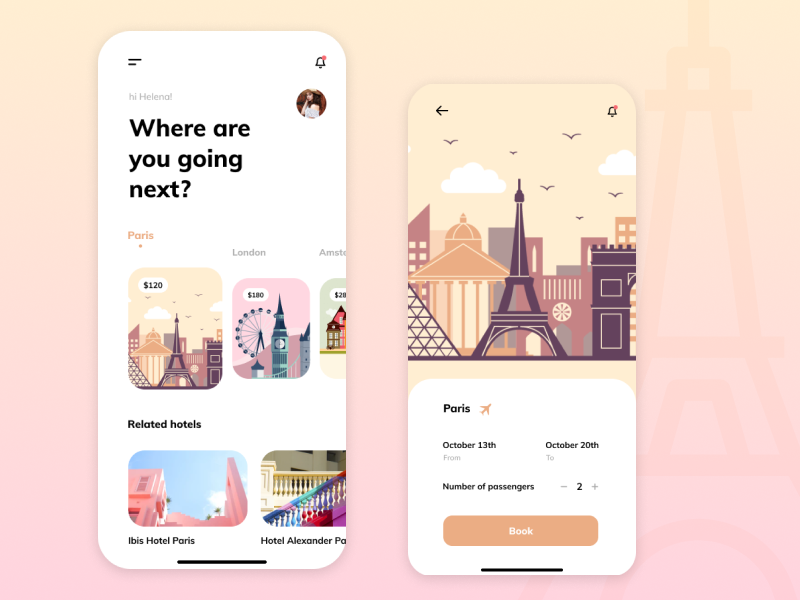 hi Helena!
Where are
you going
next?
Paris
London
Amste
$120
$180
$28
Related hotels
Ibis Hotel Paris
Hotel Alexander Pa
Paris
October 13th
October 20th
From
To
Number of passengers
− 2 +
Book